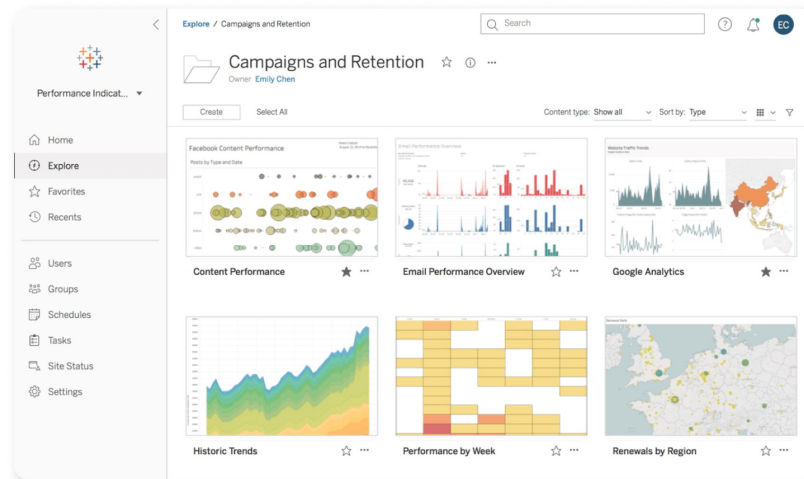 Explore / Campaigns and Retention
Search
EC
Campaigns and Retention
Owner Emily Chen
Performance Indicat...
Create
Select All
Content type: Show all
Sort by: Type
Home
Explore
Favorites
Recents
Users
Groups
Schedules
Tasks
Site Status
Settings
Facebook Content Performance
Posts by Type and Date
Email Performance Overview
Website Traffic Trends
Content Performance
Email Performance Overview
Google Analytics
Renewals by Region
Historic Trends
Performance by Week